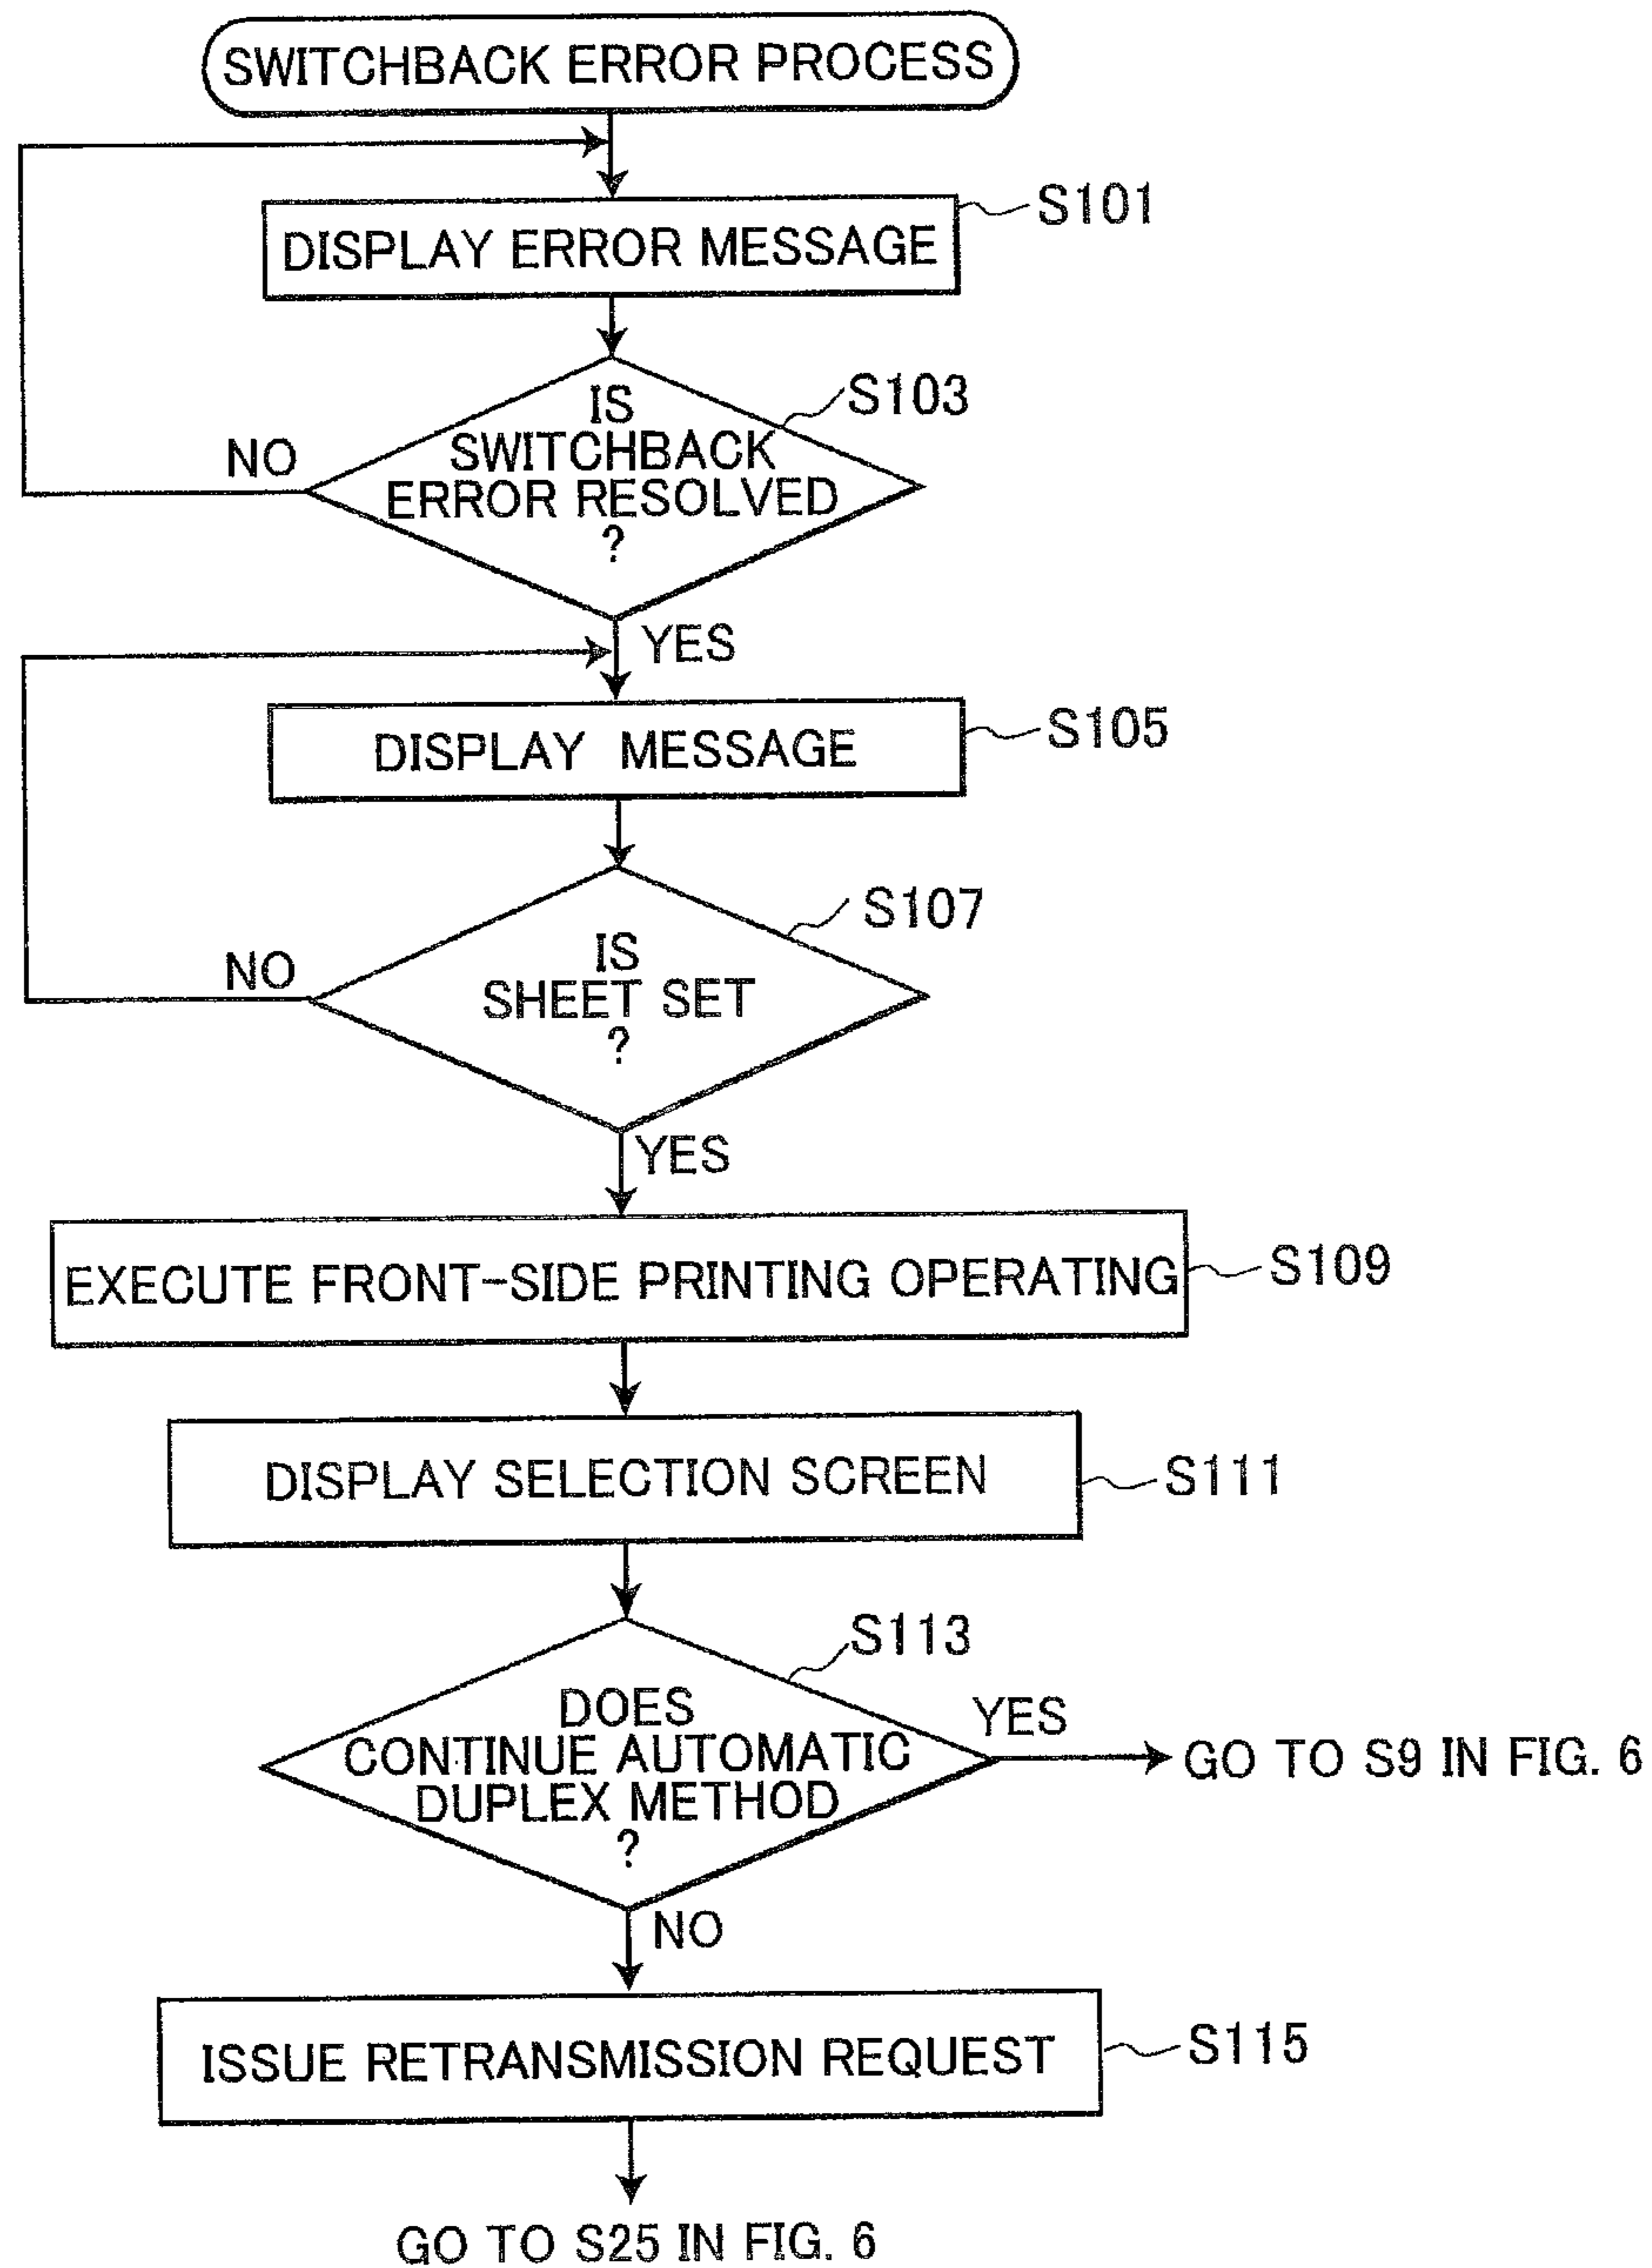 SWITCHBACK ERROR PROCESS
DISPLAY ERROR MESSAGE
S101
IS
SWITCHBACK
ERROR RESOLVED
?
S103
NO
YES
DISPLAY MESSAGE
S105
IS
SHEET SET
?
S107
NO
YES
EXECUTE FRONT-SIDE PRINTING OPERATING
S109
DISPLAY SELECTION SCREEN
S111
DOES
CONTINUE AUTOMATIC
DUPLEX METHOD
?
S113
YES
GO TO S9 IN FIG. 6
NO
ISSUE RETRANSMISSION REQUEST
S115
GO TO S25 IN FIG. 6